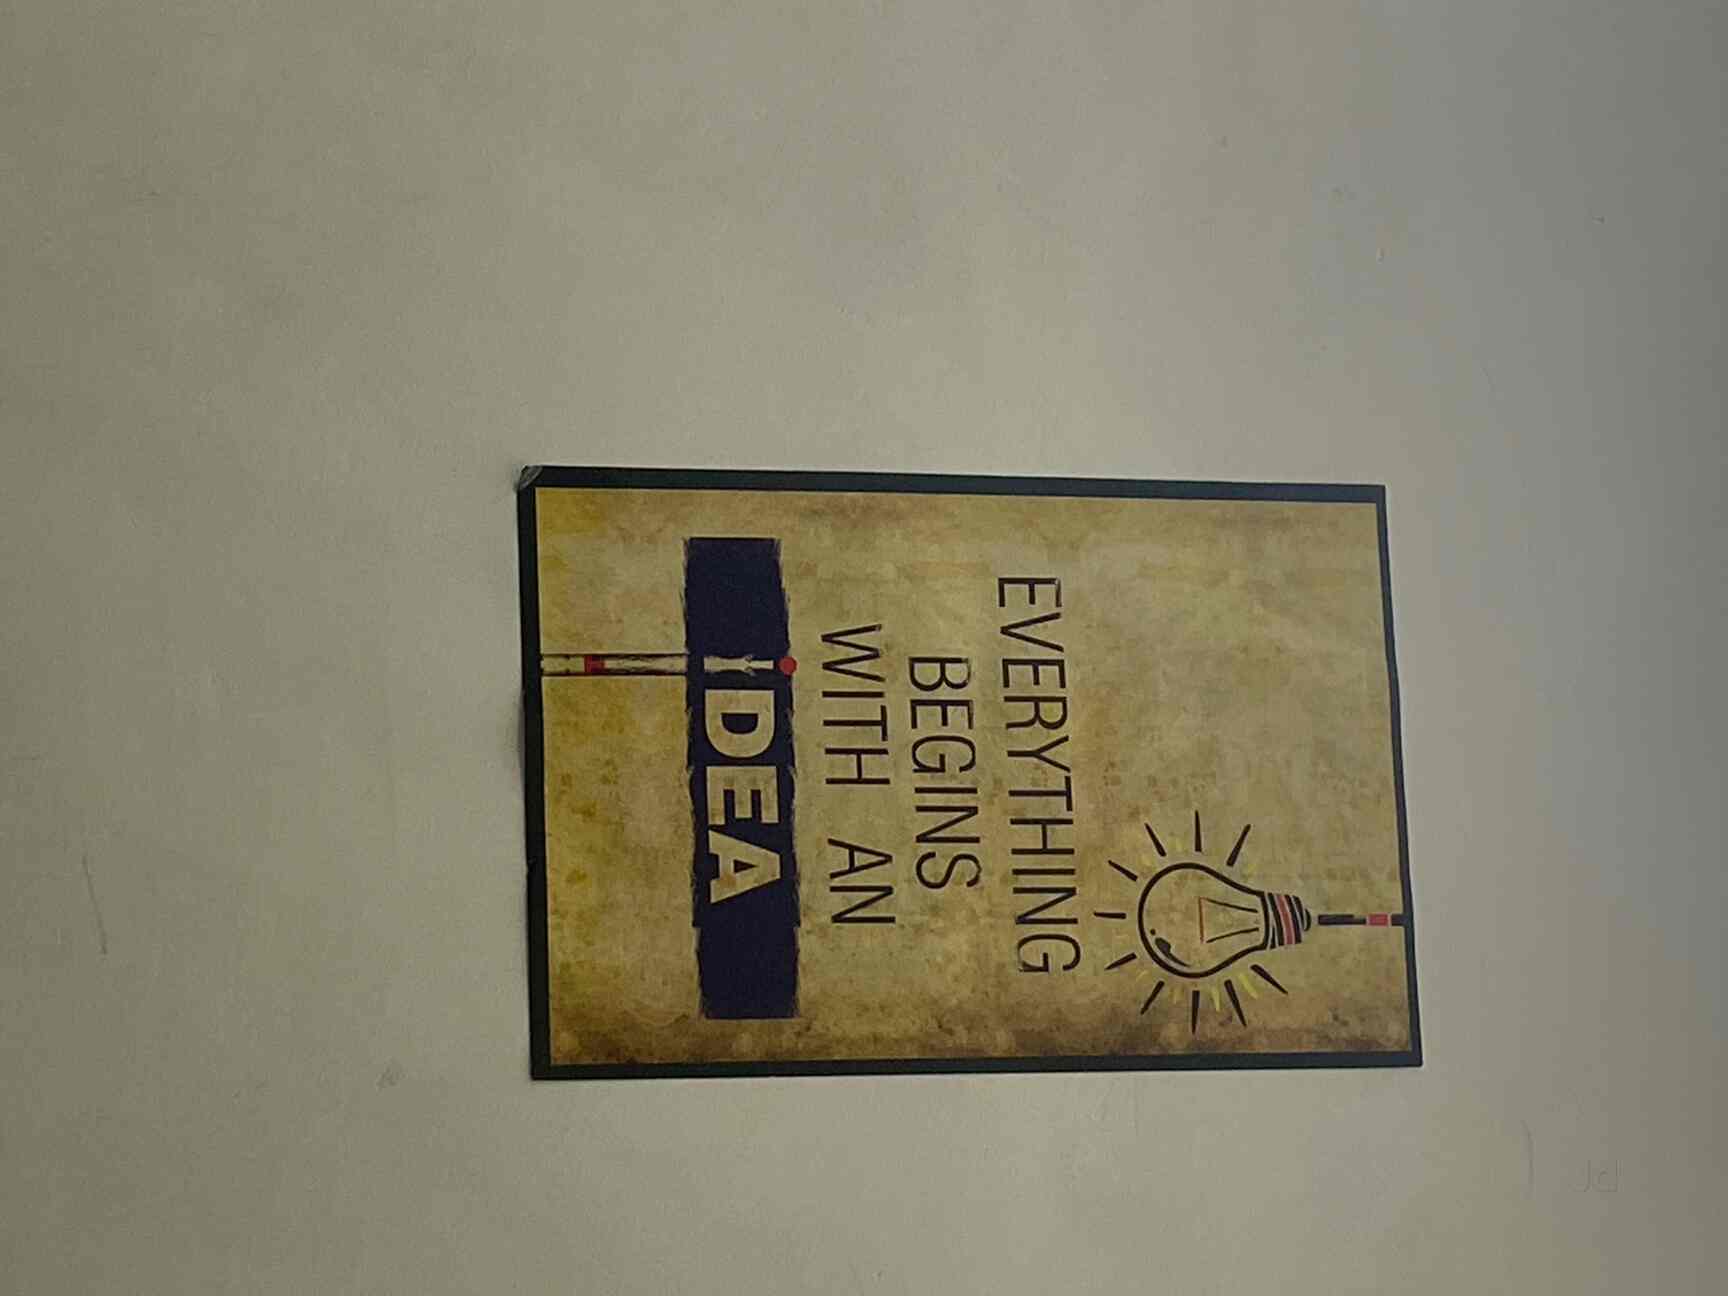 EVERYTHING
BEGINS
WITH AN
IDEA